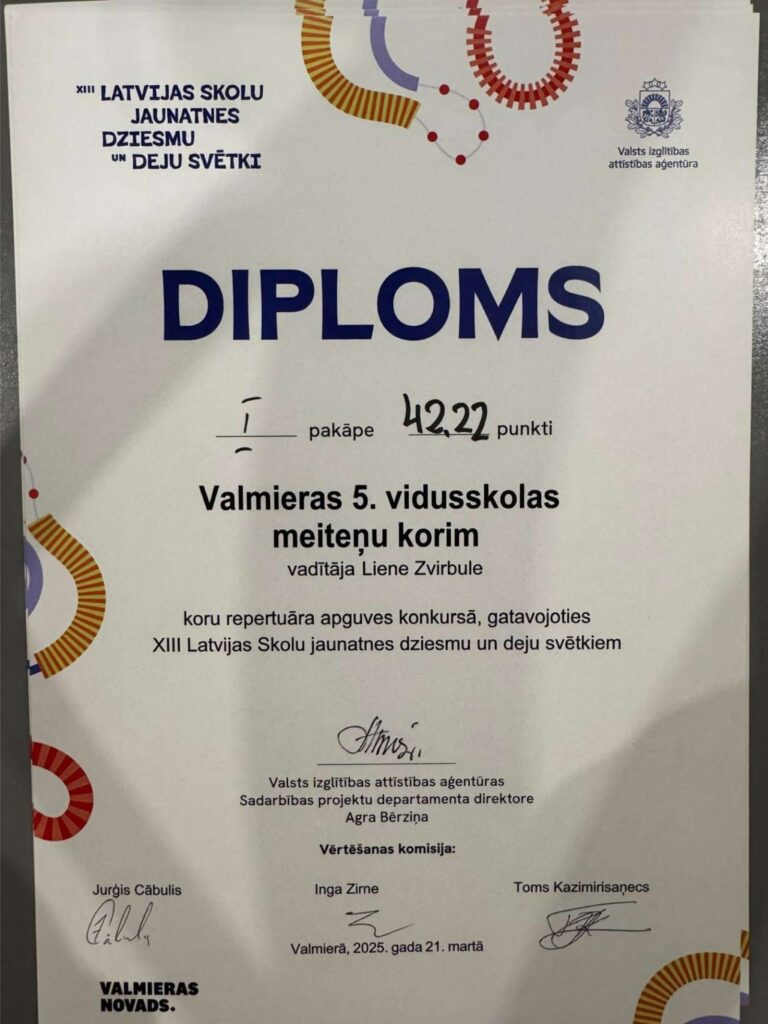 XIII LATVIJAS SKOLU
JAUNATNES
DZIESMU
UN DEJU SVĒTKI
Valsts izglītības
attīstības aģentūra
DIPLOMS
I pakāpe 42,22 punkti
Valmieras 5. vidusskolas
meiteņu korim
vadītāja Liene Zvirbule
koru repertuāra apguves konkursā, gatavojoties
XIII Latvijas Skolu jaunatnes dziesmu un deju svētkiem
Valsts izglītības attīstības aģentūras
Sadarbības projektu departamenta direktore
Agra Bērziņa
Vērtēšanas komisija:
Jurģis Cābulis Inga Zirne Toms Kazimirisaņecs
Valmierā, 2025. gada 21. martā
VALMIERAS
NOVADS.